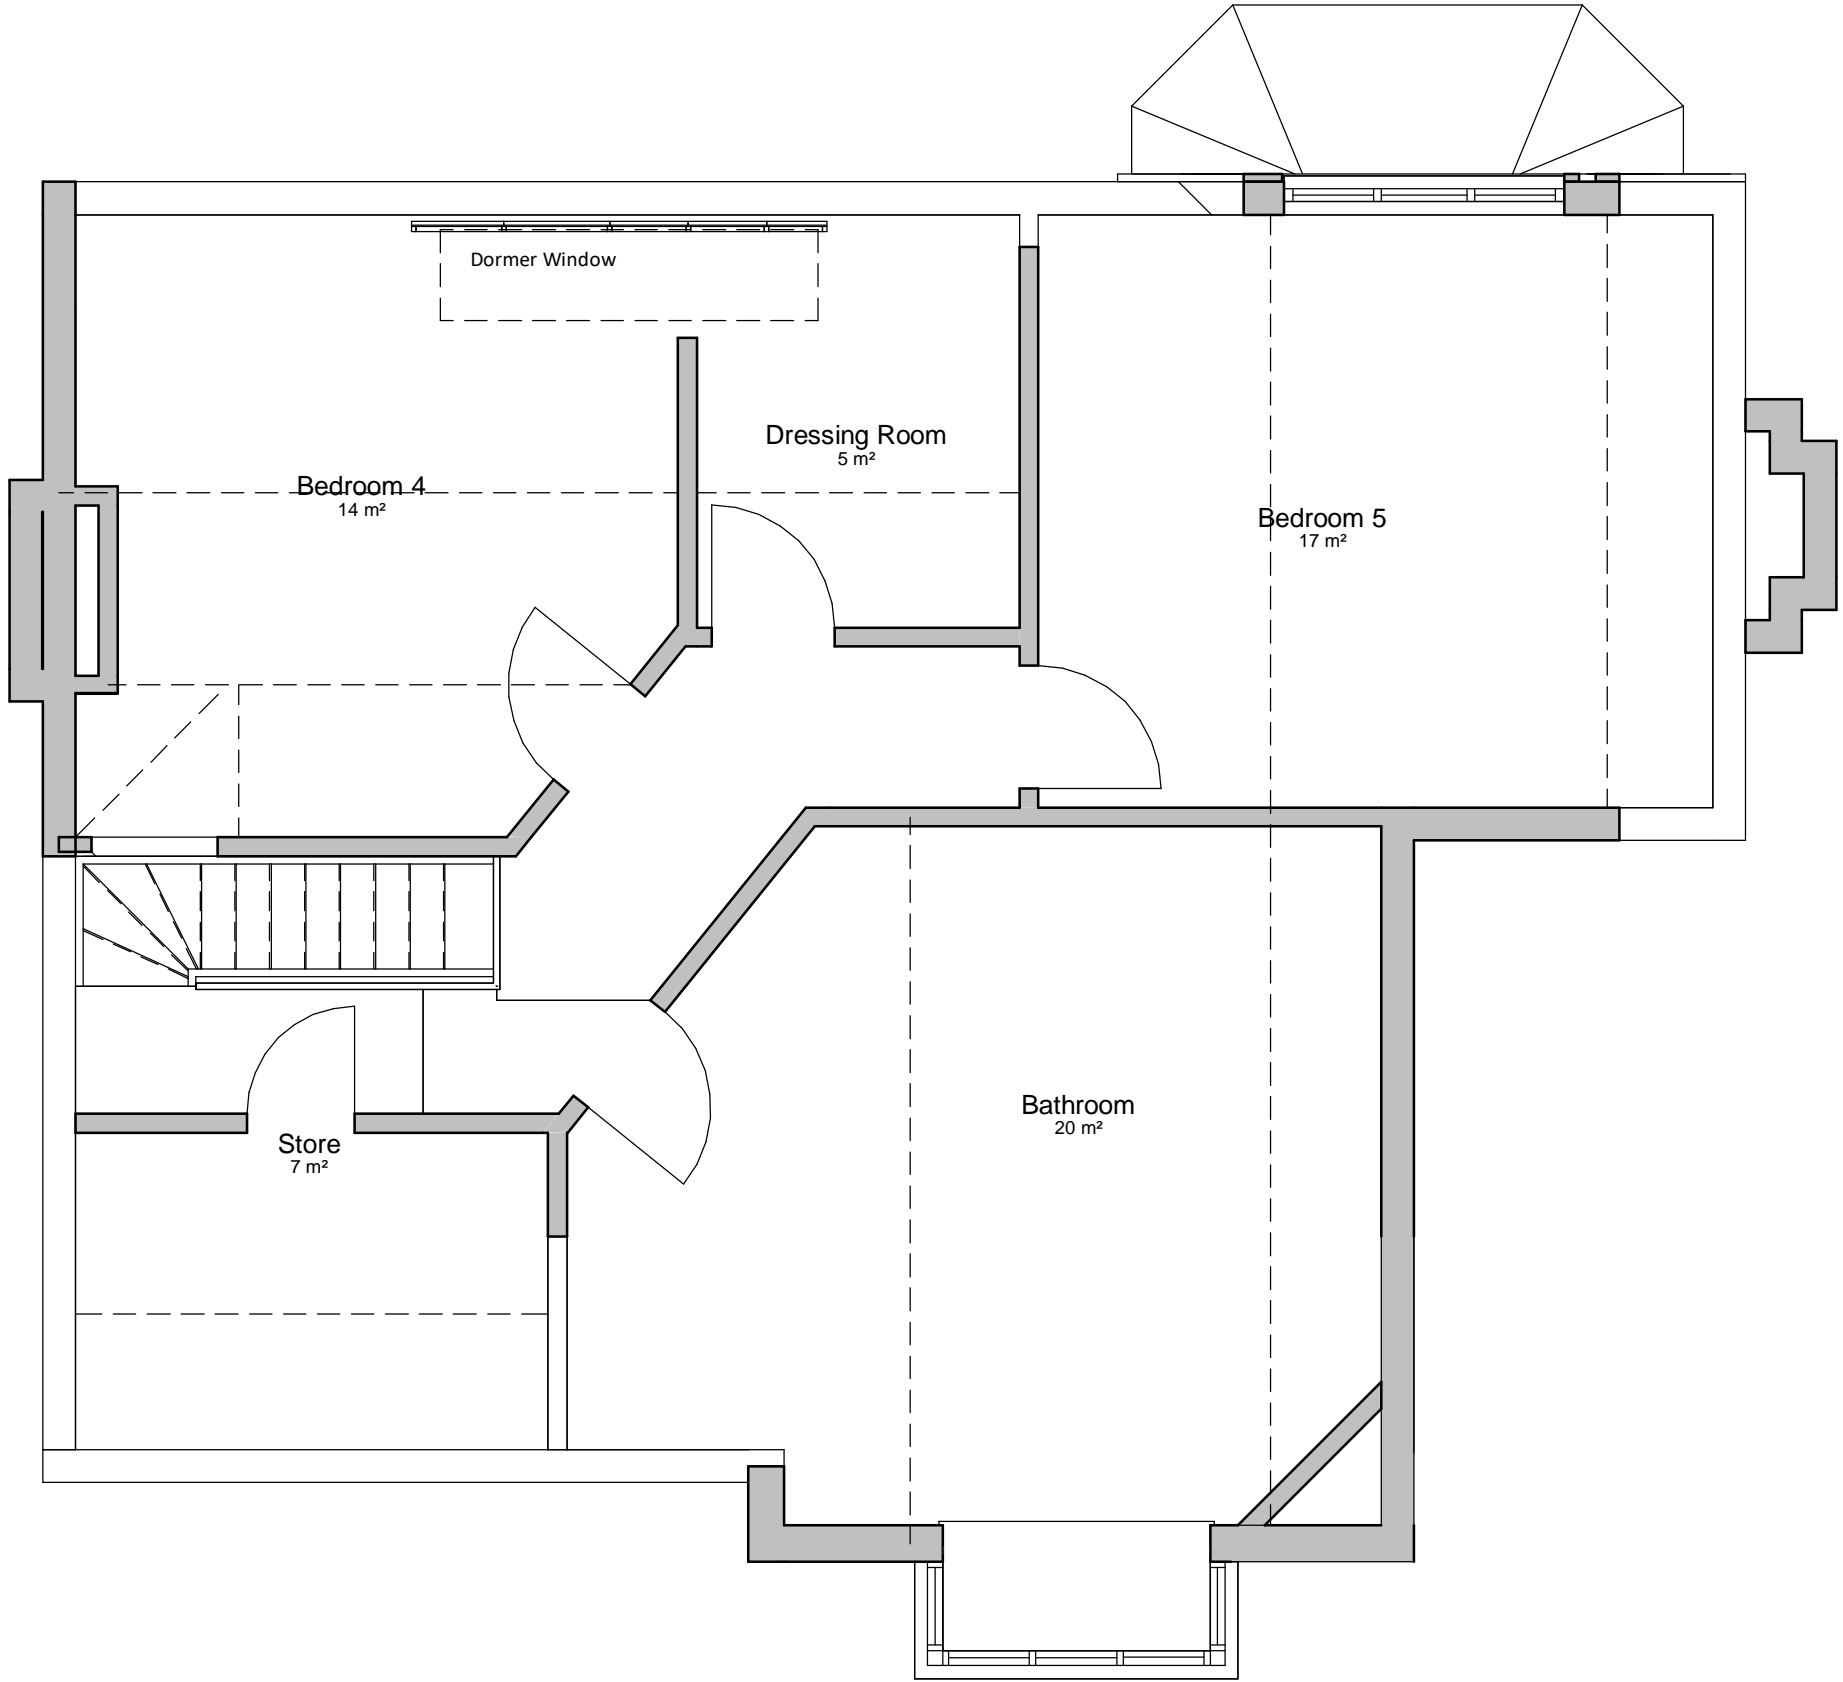 Dormer Window
Dressing Room
5 m²
Bedroom 4
14 m²
Bedroom 5
17 m²
Bathroom
20 m²
Store
7 m²